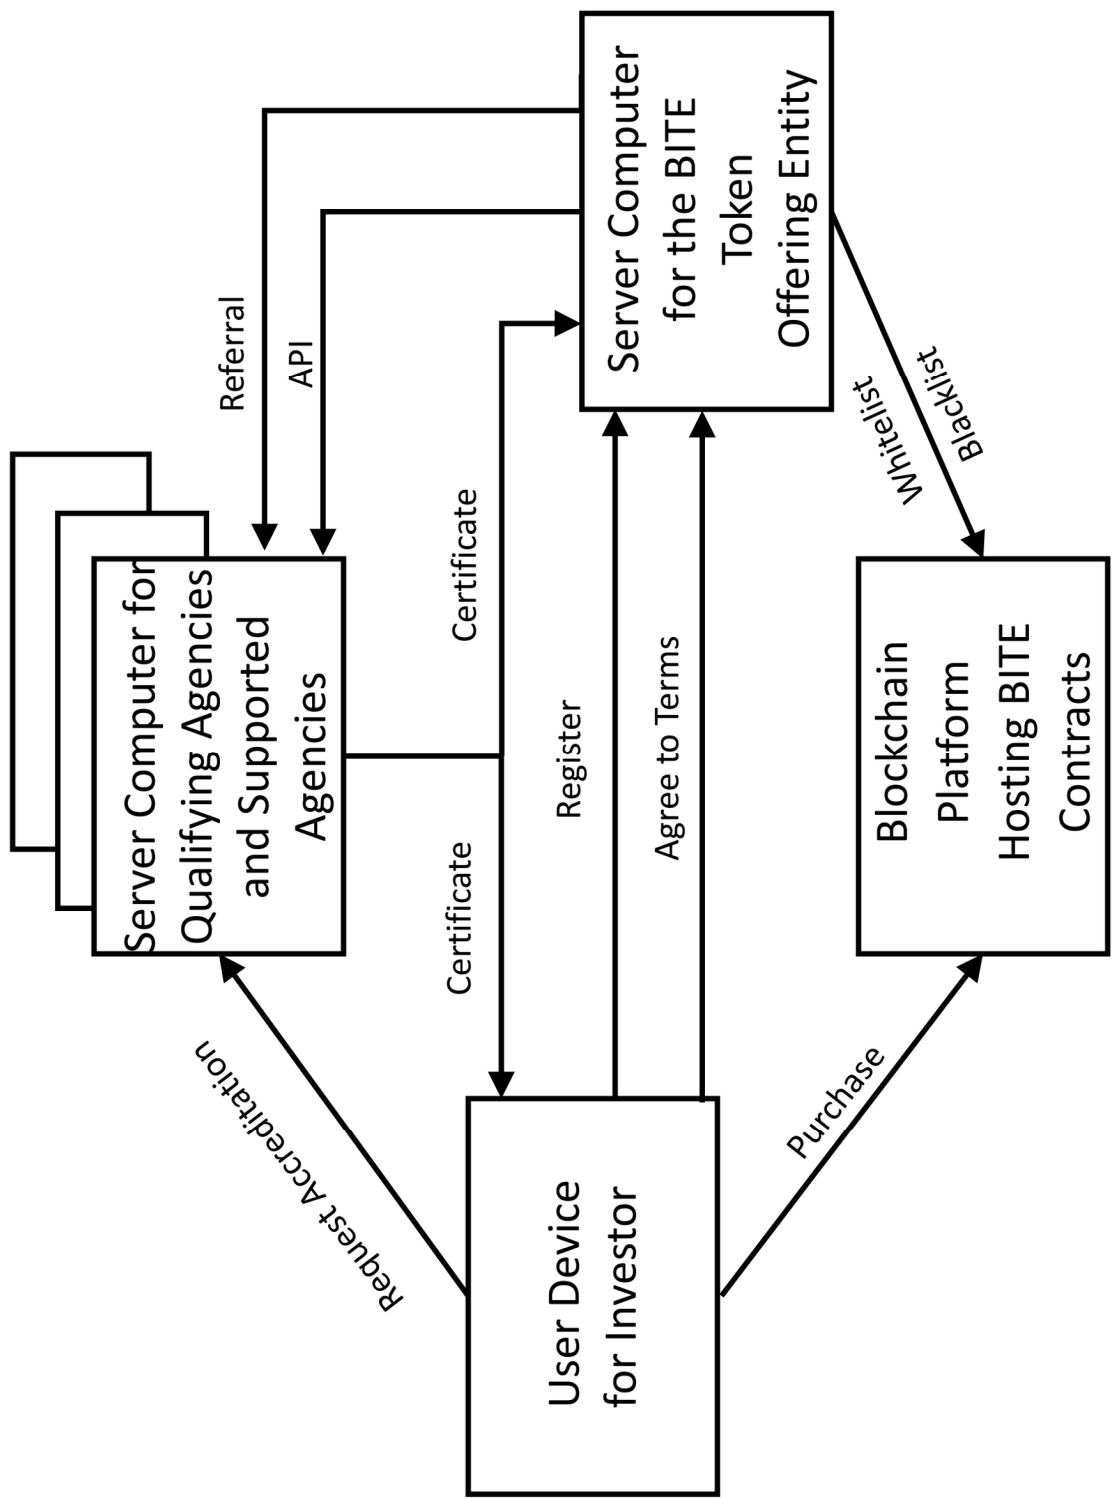 Server Computer for
Qualifying Agencies
and Supported
Agencies
Request Accreditation
Referral
API
Certificate
Certificate
User Device
for Investor
Register
Agree to Terms
Server Computer
for the BITE
Token
Offering Entity
Purchase
Whitelist
Blacklist
Blockchain
Platform
Hosting BITE
Contracts